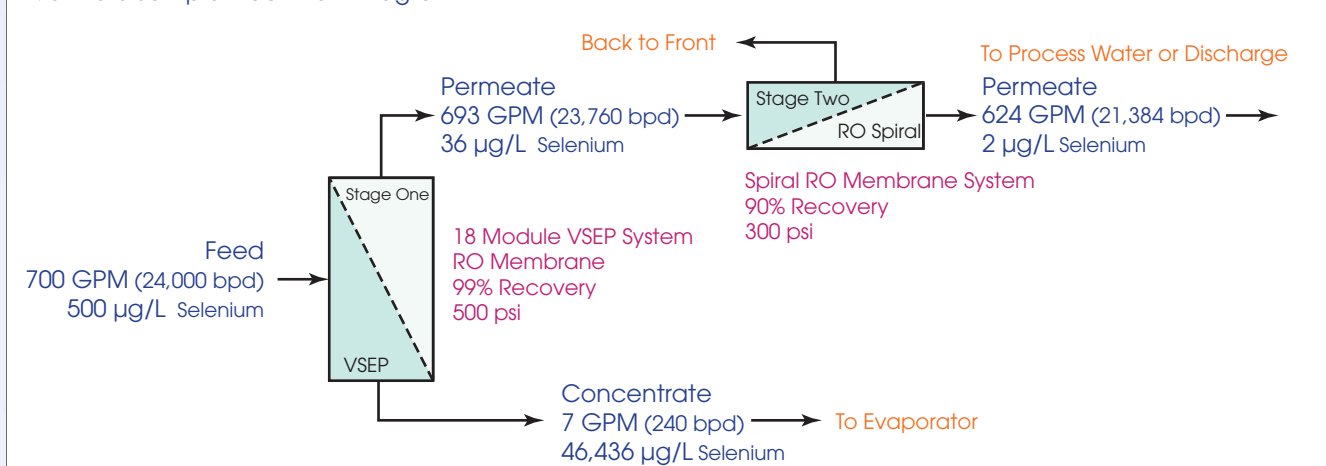 Feed
700 GPM (24,000 bpd)
500 µg/L Selenium
Stage One
VSEP
18 Module VSEP System
RO Membrane
99% Recovery
500 psi
Permeate
693 GPM (23,760 bpd)
36 µg/L Selenium
Back to Front
Stage Two
RO Spiral
Spiral RO Membrane System
90% Recovery
300 psi
To Process Water or Discharge
Permeate
624 GPM (21,384 bpd)
2 µg/L Selenium
Concentrate
7 GPM (240 bpd)
46,436 µg/L Selenium
To Evaporator